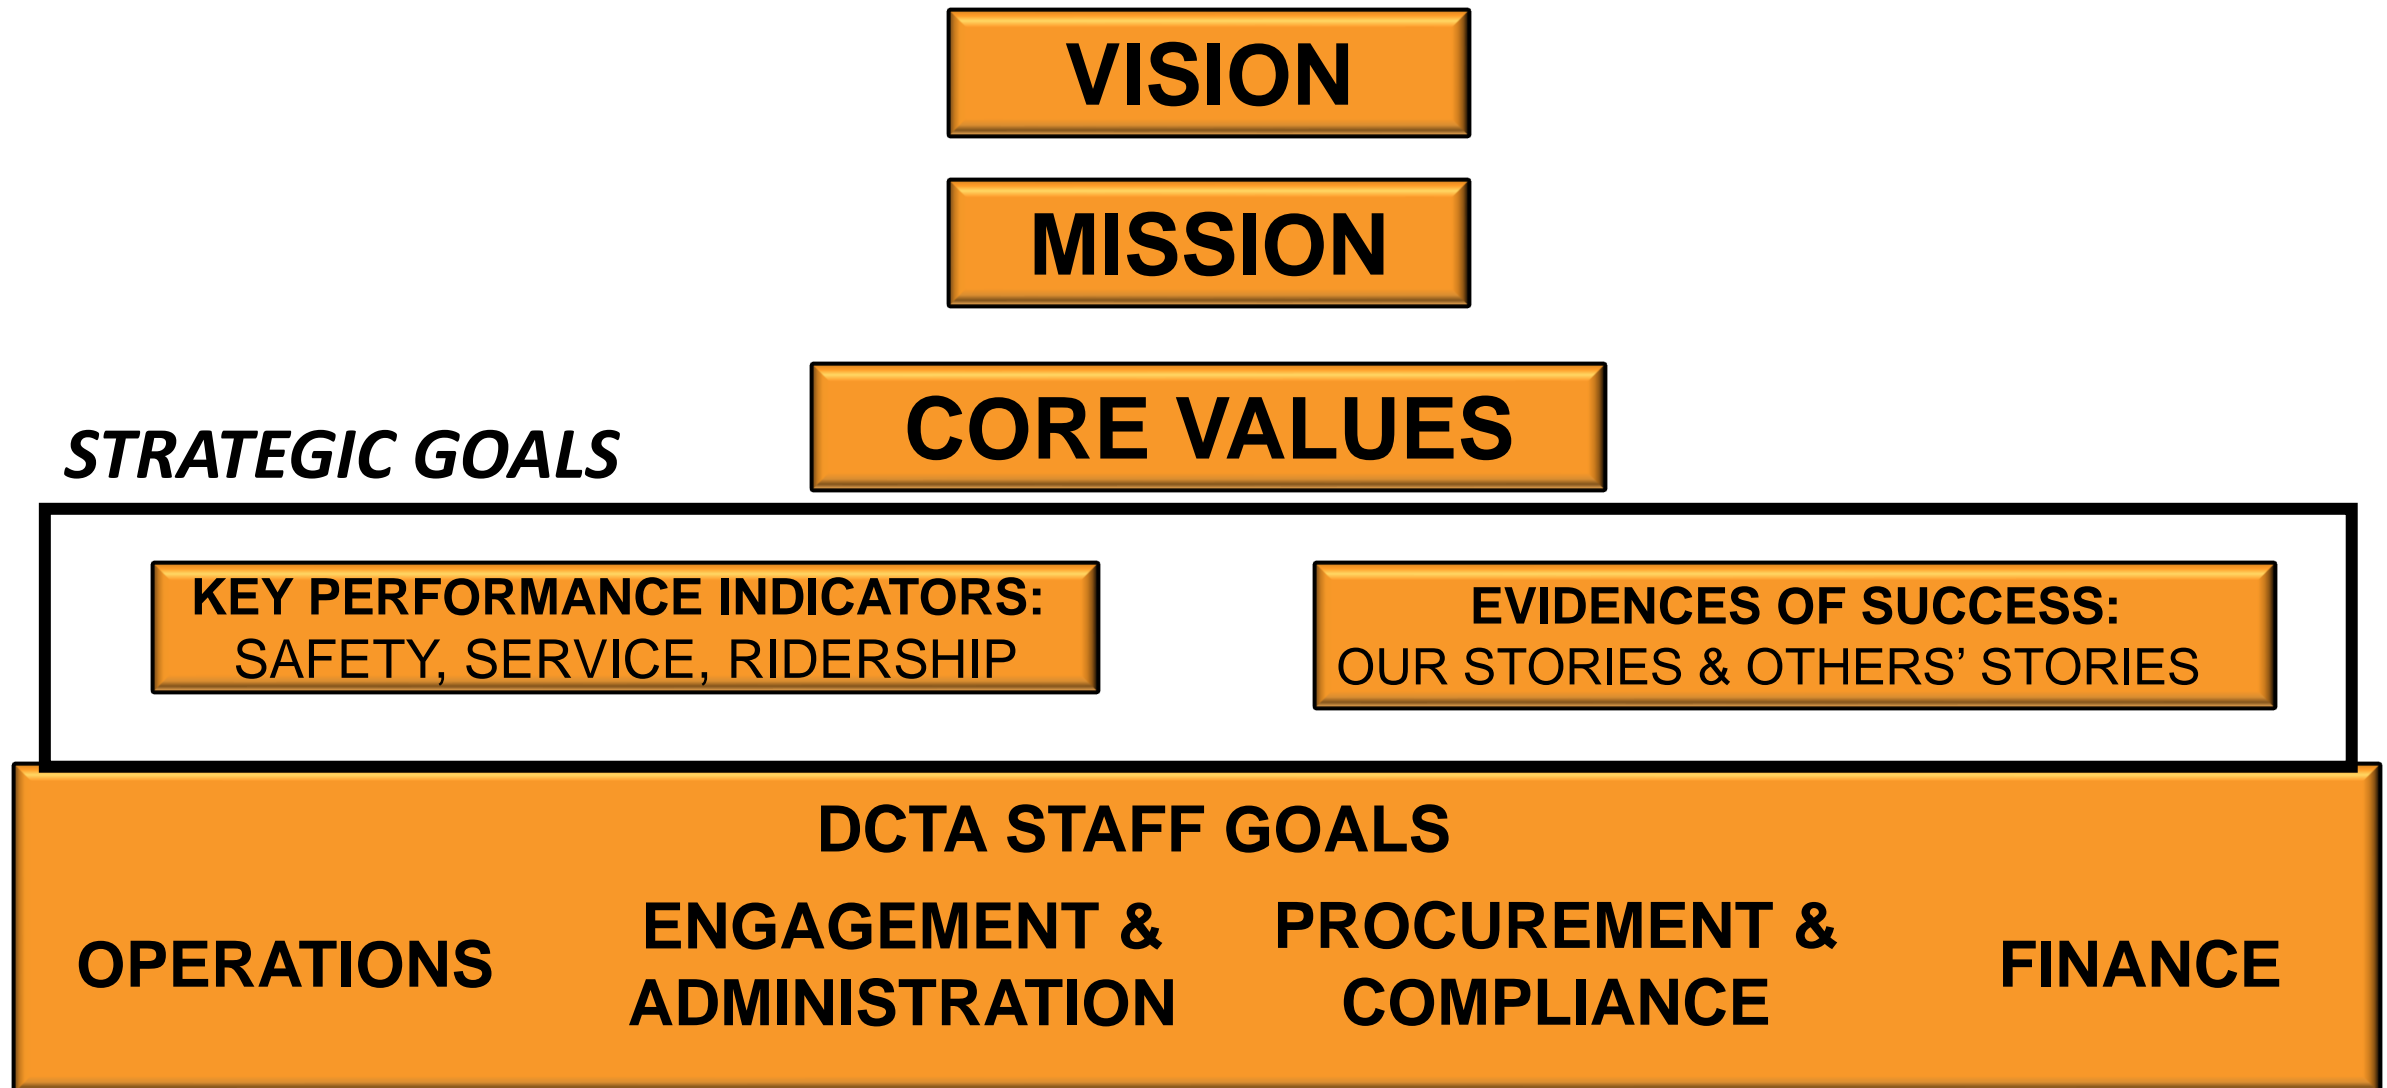 VISION
MISSION
CORE VALUES
STRATEGIC GOALS
KEY PERFORMANCE INDICATORS:
SAFETY, SERVICE, RIDERSHIP
EVIDENCES OF SUCCESS:
OUR STORIES & OTHERS’ STORIES
DCTA STAFF GOALS
OPERATIONS
ENGAGEMENT &
ADMINISTRATION
PROCUREMENT &
COMPLIANCE
FINANCE